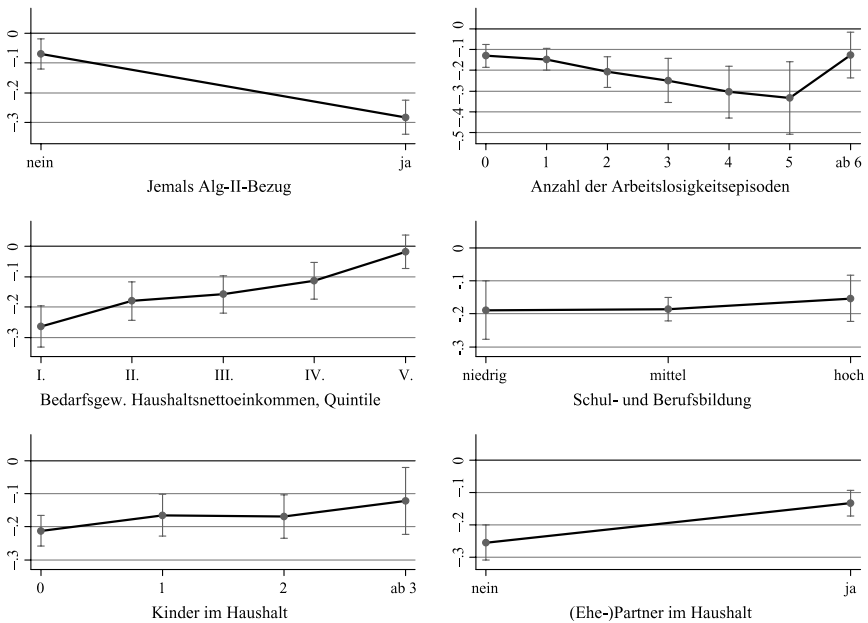 0
-.1
-.2
-.3
nein
ja
Jemals Alg-II-Bezug
0
-.1
-.2
-.3
-.4
-.5
0
1
2
3
4
5
ab 6
Anzahl der Arbeitslosigkeitsepisoden
0
-.1
-.2
-.3
I.
II.
III.
IV.
V.
Bedarfsgew. Haushaltsnettoeinkommen, Quintile
0
-.1
-.2
-.3
niedrig
mittel
hoch
Schul- und Berufsbildung
0
-.1
-.2
-.3
0
1
2
ab 3
Kinder im Haushalt
0
-.1
-.2
-.3
nein
ja
(Ehe-)Partner im Haushalt